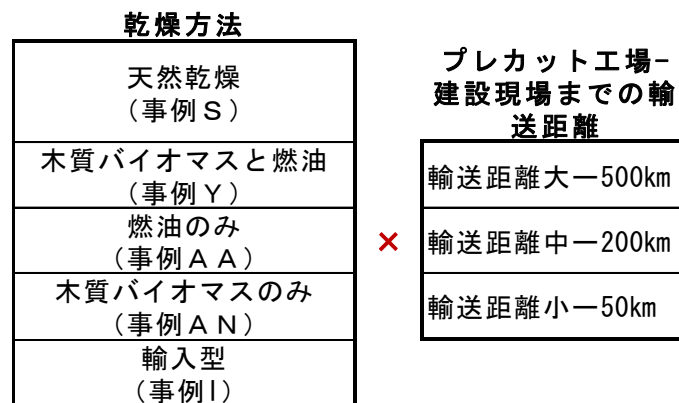 乾燥方法
天然乾燥
（事例Ｓ）
木質バイオマスと燃油
（事例Ｙ）
燃油のみ
（事例ＡＡ）
木質バイオマスのみ
（事例ＡＮ）
輸入型
（事例I）
×
プレカット工場-
建設現場までの輸
送距離
輸送距離大ー500km
輸送距離中ー200km
輸送距離小ー50km